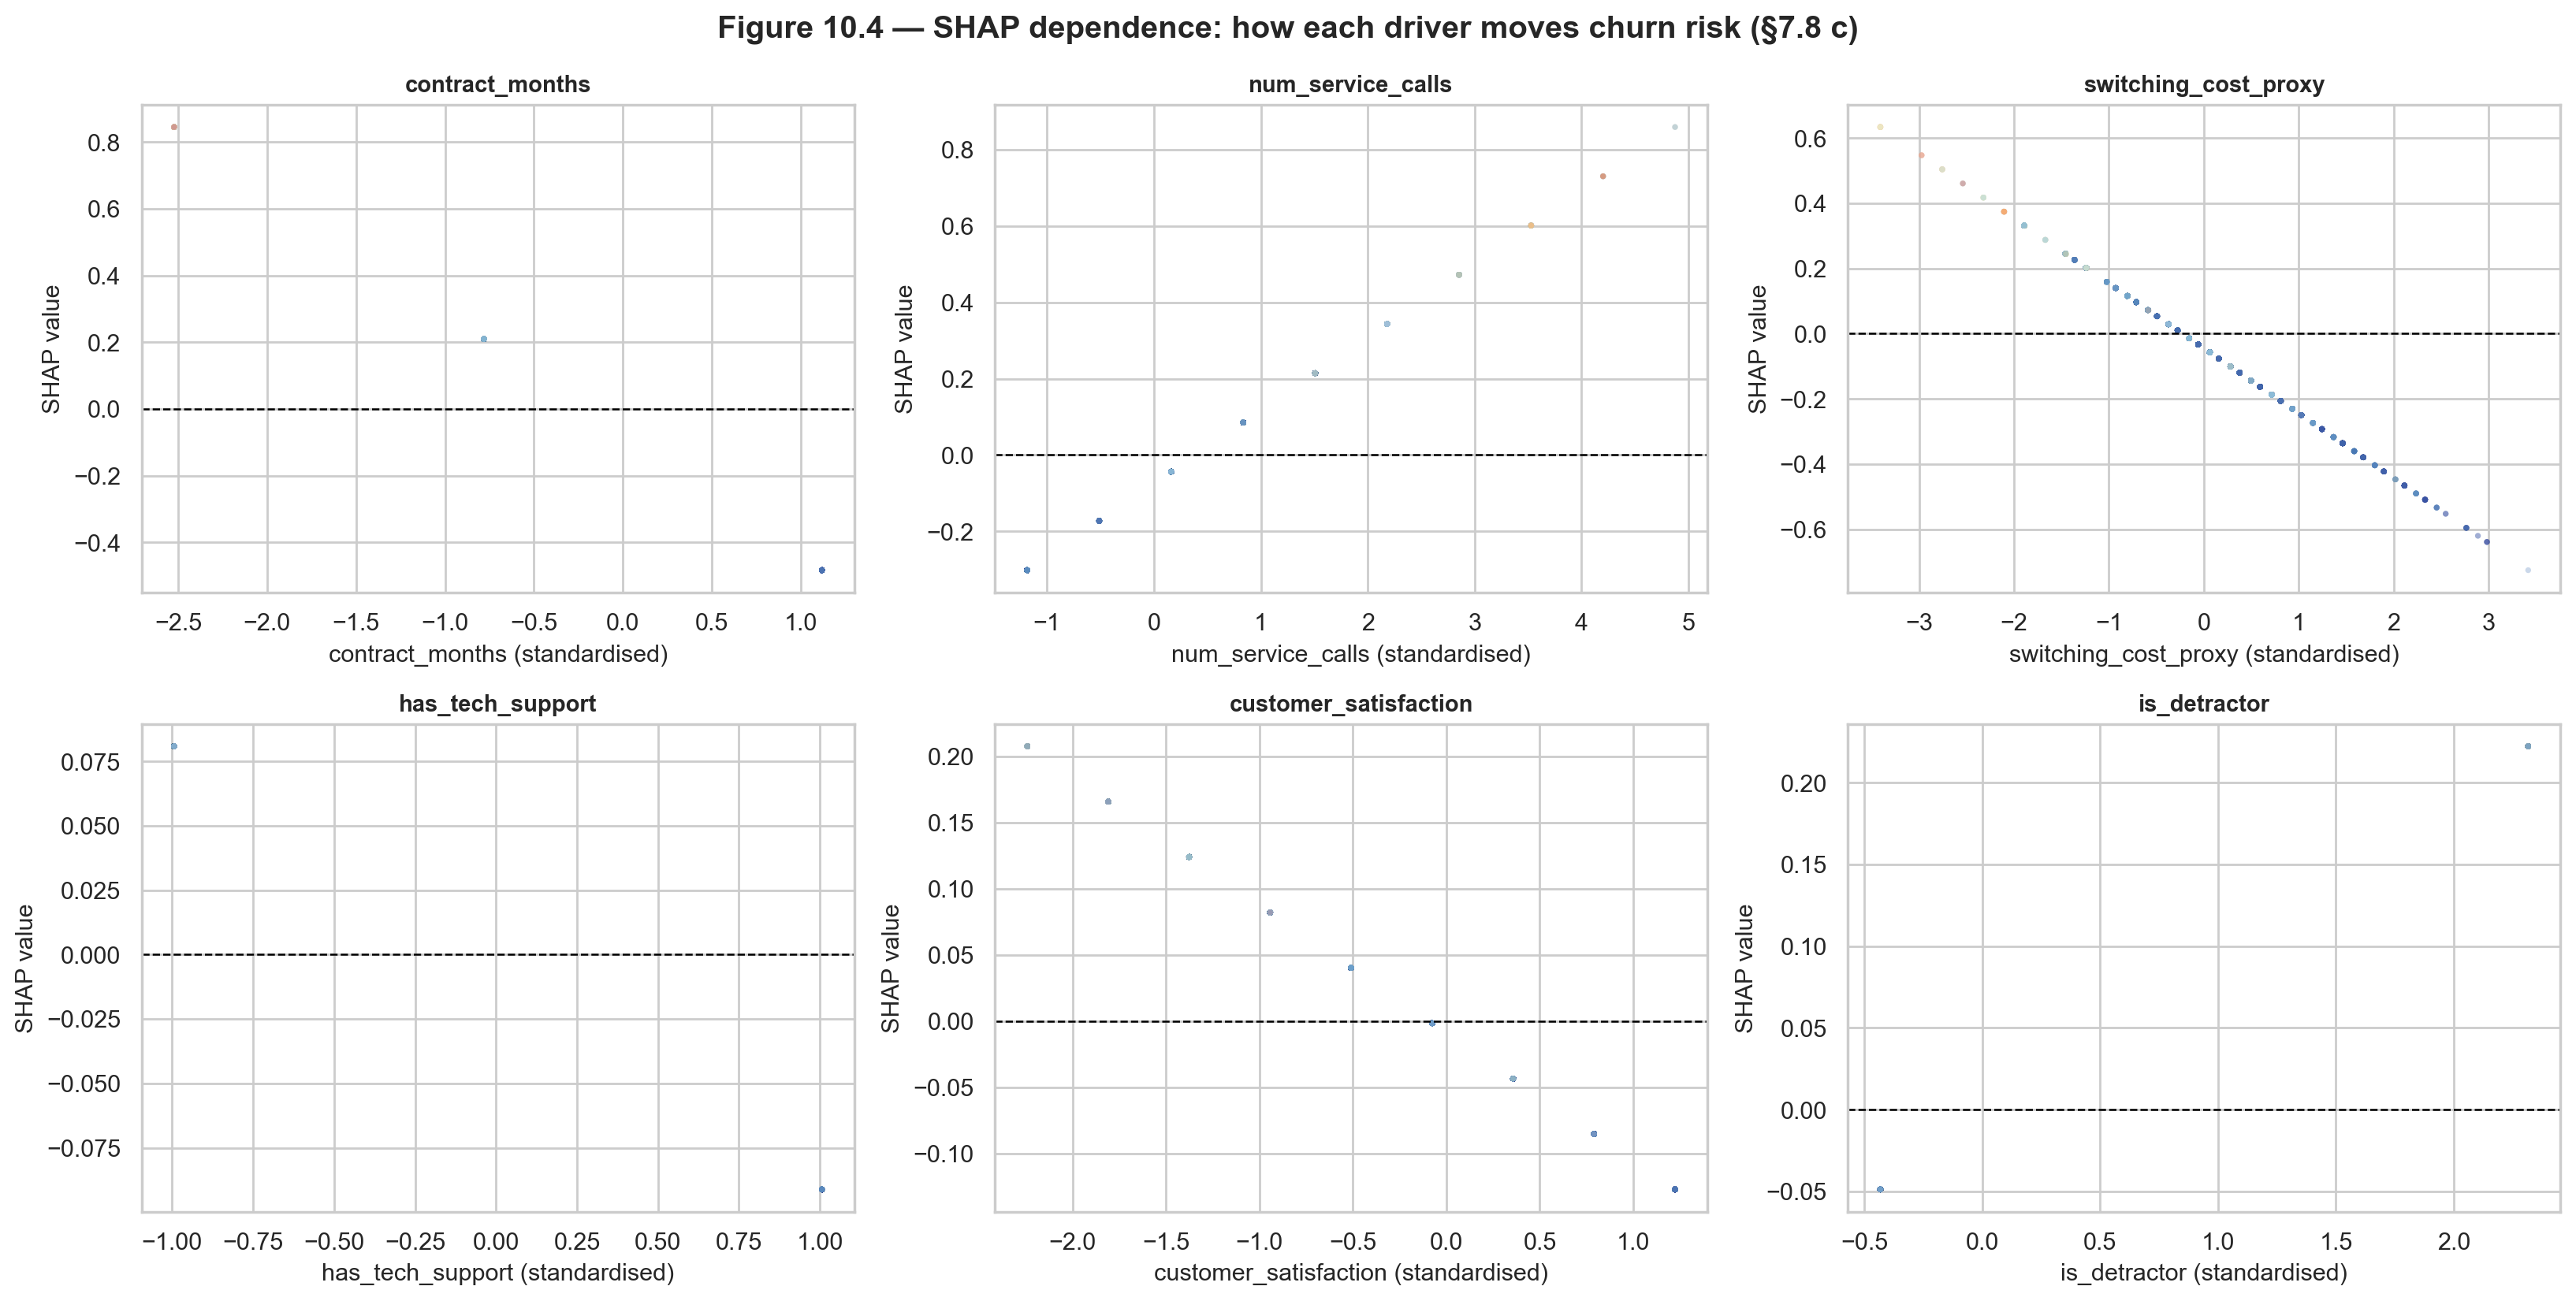 Figure 10.4 — SHAP dependence: how each driver moves churn risk (§7.8 c)
contract_months
0.8
0.6
0.4
0.2
0.0
−0.2
−0.4
SHAP value
−2.5 −2.0 −1.5 −1.0 −0.5 0.0 0.5 1.0
contract_months (standardised)
num_service_calls
0.8
0.6
0.4
0.2
0.0
−0.2
SHAP value
−1 0 1 2 3 4 5
num_service_calls (standardised)
switching_cost_proxy
0.6
0.4
0.2
0.0
−0.2
−0.4
−0.6
SHAP value
−3 −2 −1 0 1 2 3
switching_cost_proxy (standardised)
has_tech_support
0.075
0.050
0.025
0.000
−0.025
−0.050
−0.075
SHAP value
−1.00 −0.75 −0.50 −0.25 0.00 0.25 0.50 0.75 1.00
has_tech_support (standardised)
customer_satisfaction
0.20
0.15
0.10
0.05
0.00
−0.05
−0.10
SHAP value
−2.0 −1.5 −1.0 −0.5 0.0 0.5 1.0
customer_satisfaction (standardised)
is_detractor
0.20
0.15
0.10
0.05
0.00
−0.05
SHAP value
−0.5 0.0 0.5 1.0 1.5 2.0
is_detractor (standardised)